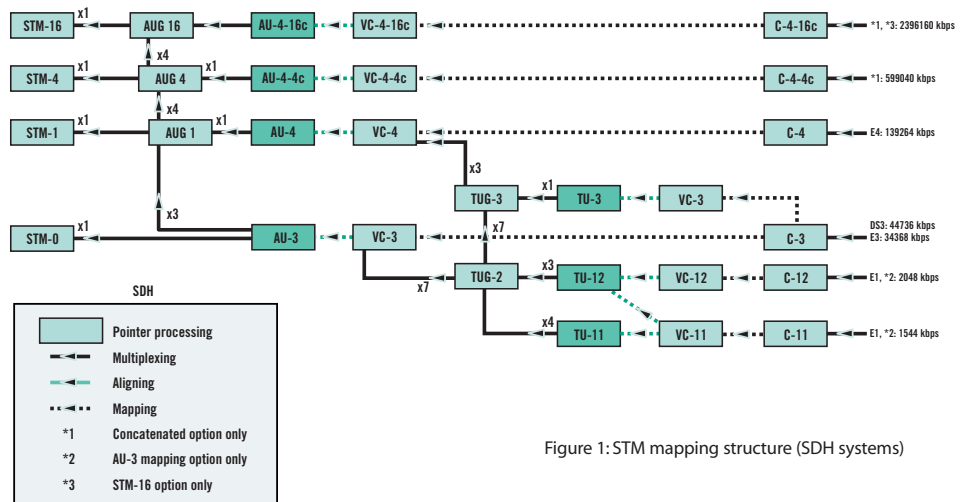 STM-16
x1
AUG 16
AU-4-16c
VC-4-16c
C-4-16c
*1, *3: 2396160 kbps
x4
STM-4
x1
AUG 4
x1
AU-4-4c
VC-4-4c
C-4-4c
*1: 599040 kbps
x4
STM-1
x1
AUG 1
x1
AU-4
VC-4
C-4
E4: 139264 kbps
x3
TUG-3
x1
TU-3
VC-3
x3
x7
STM-0
x1
AU-3
VC-3
C-3
DS3: 44736 kbps
E3: 34368 kbps
x7
TUG-2
x3
TU-12
VC-12
C-12
E1, *2: 2048 kbps
x4
TU-11
VC-11
C-11
E1, *2: 1544 kbps
SDH
Pointer processing
Multiplexing
Aligning
Mapping
*1 Concatenated option only
*2 AU-3 mapping option only
*3 STM-16 option only
Figure 1: STM mapping structure (SDH systems)